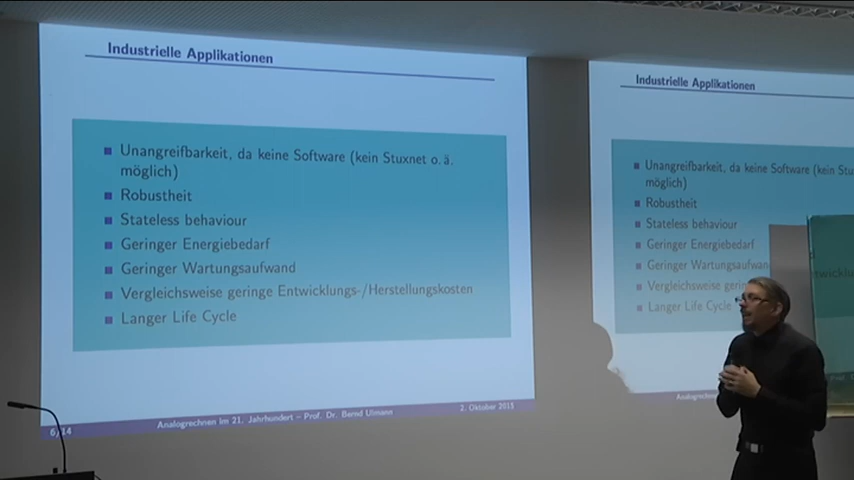 Industrielle Applikationen
Unangreifbarkeit, da keine Software (kein Stuxnet o. ä.
möglich)
Robustheit
Stateless behaviour
Geringer Energiebedarf
Geringer Wartungsaufwand
Vergleichsweise geringe Entwicklungs-/Herstellungskosten
Langer Life Cycle
6/14 Analogrechnen im 21. Jahrhundert – Prof. Dr. Bernd Ulmann 2. Oktober 2015
Industrielle Applikationen
Unangreifbarkeit, da keine Software (kein Stu
möglich)
Robustheit
Stateless behaviour
Geringer Energiebedarf
Geringer Wartungsaufwan
Vergleichsweise gerin
Langer Life Cycle